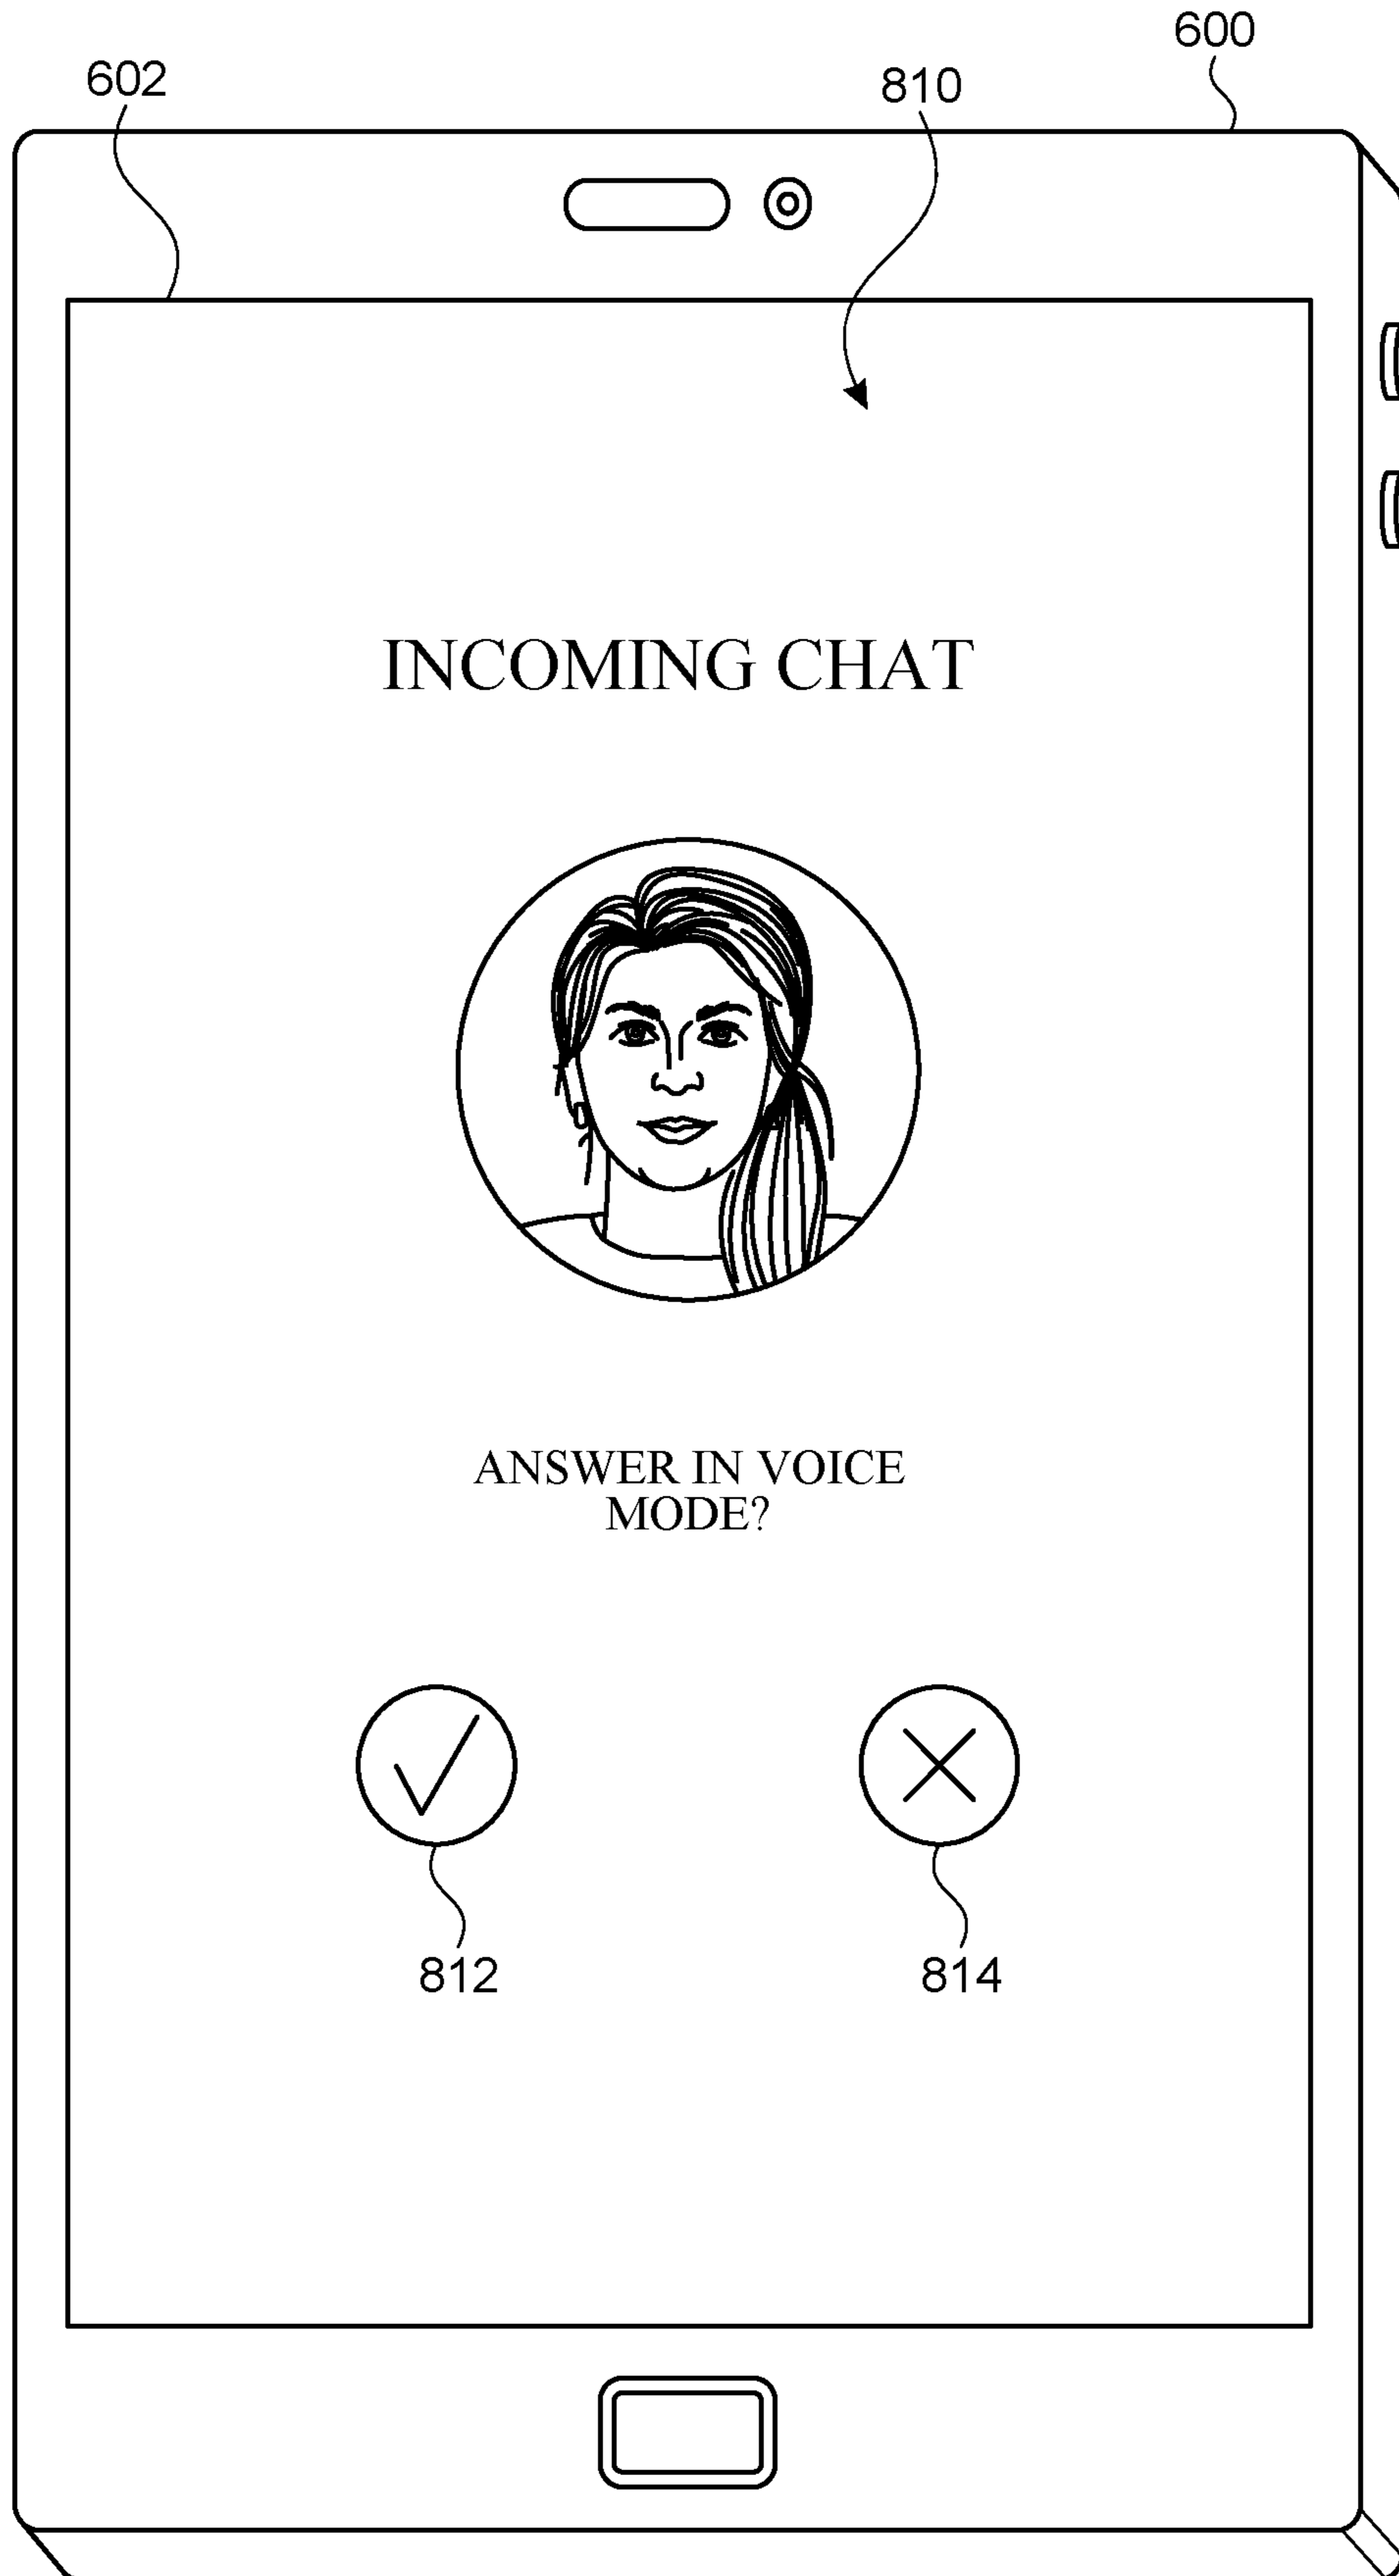 600
602
810
INCOMING CHAT
ANSWER IN VOICE
MODE?
812
814